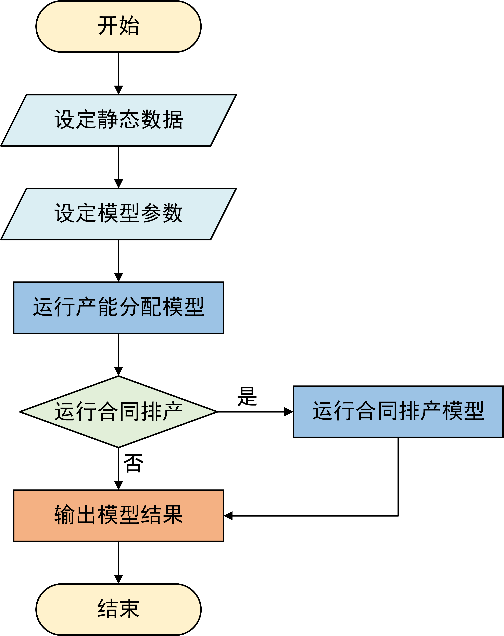 开始
设定静态数据
设定模型参数
运行产能分配模型
运行合同排产
是
运行合同排产模型
否
输出模型结果
结束